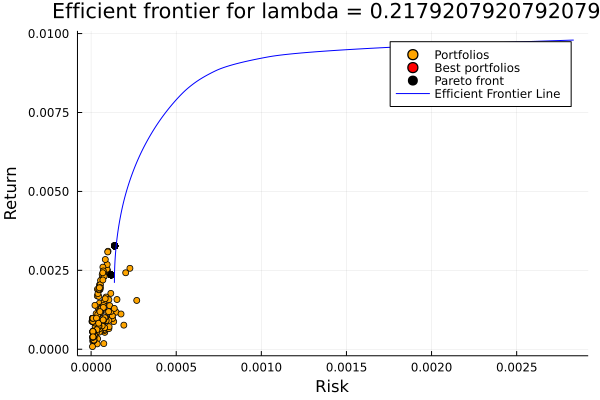 Efficient frontier for lambda = 0.2179207920792079
Portfolios
Best portfolios
Pareto front
Efficient Frontier Line
Return
0.0100
0.0075
0.0050
0.0025
0.0000
0.0000 0.0005 0.0010 0.0015 0.0020 0.0025
Risk